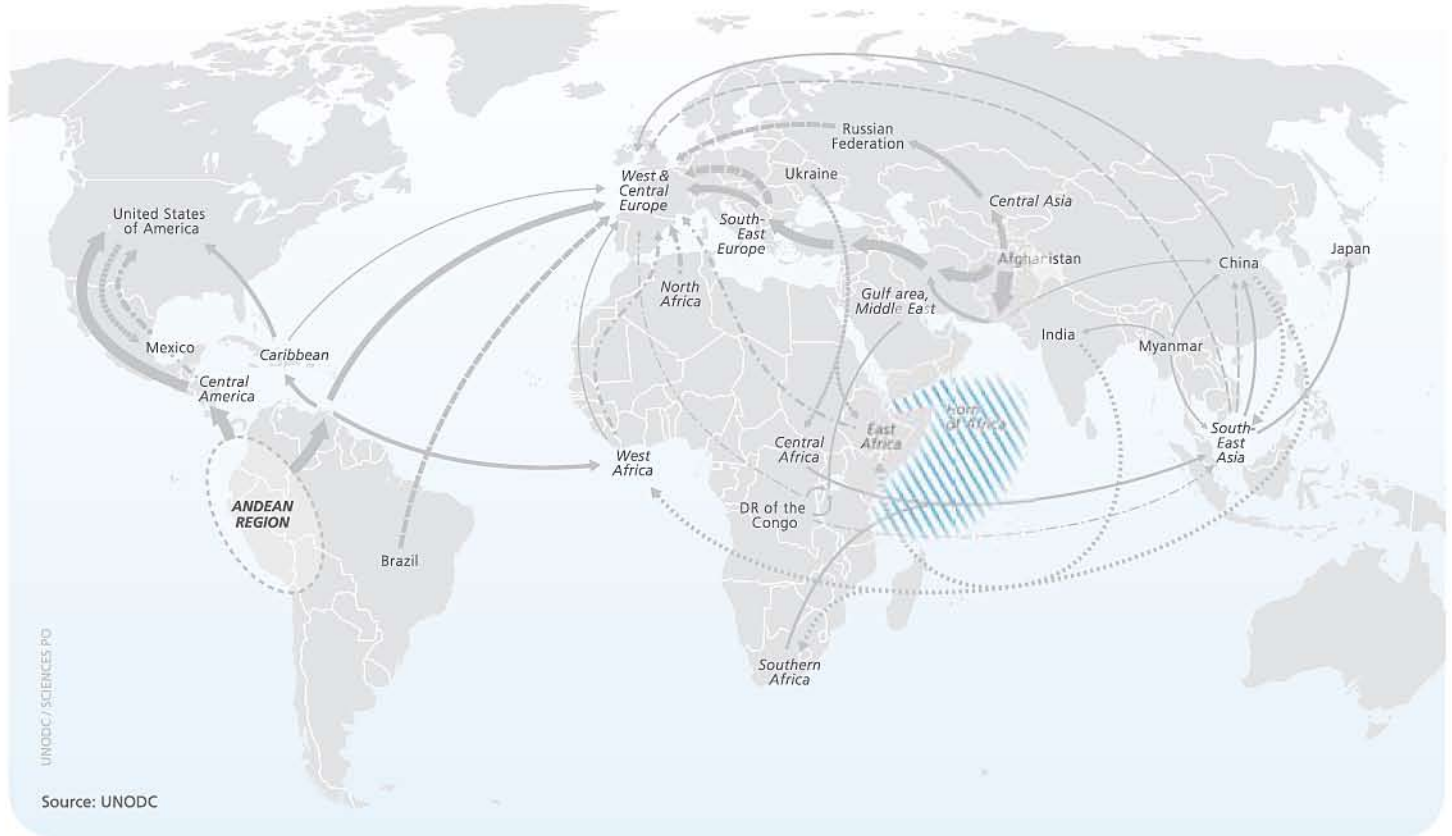 Russian
Federation
West &
Central
Europe
Ukraine
Central Asia
United States
of America
South-
East
Europe
Afghanistan
China
Japan
North
Africa
Gulf area,
Middle East
India
Myanmar
Mexico
Caribbean
Central
America
Horn
of Africa
East
Africa
Central
Africa
South-
East
Asia
West
Africa
ANDEAN
REGION
DR of the
Congo
Brazil
Southern
Africa
UNODC / SCIENCES PO
Source: UNODC